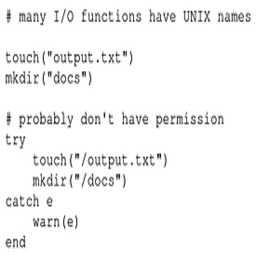 # many I/O functions have UNIX names

touch("output.txt")
mkdir("docs")

# probably don't have permission
try
    touch("/output.txt")
    mkdir("/docs")
catch e
    warn(e)
end